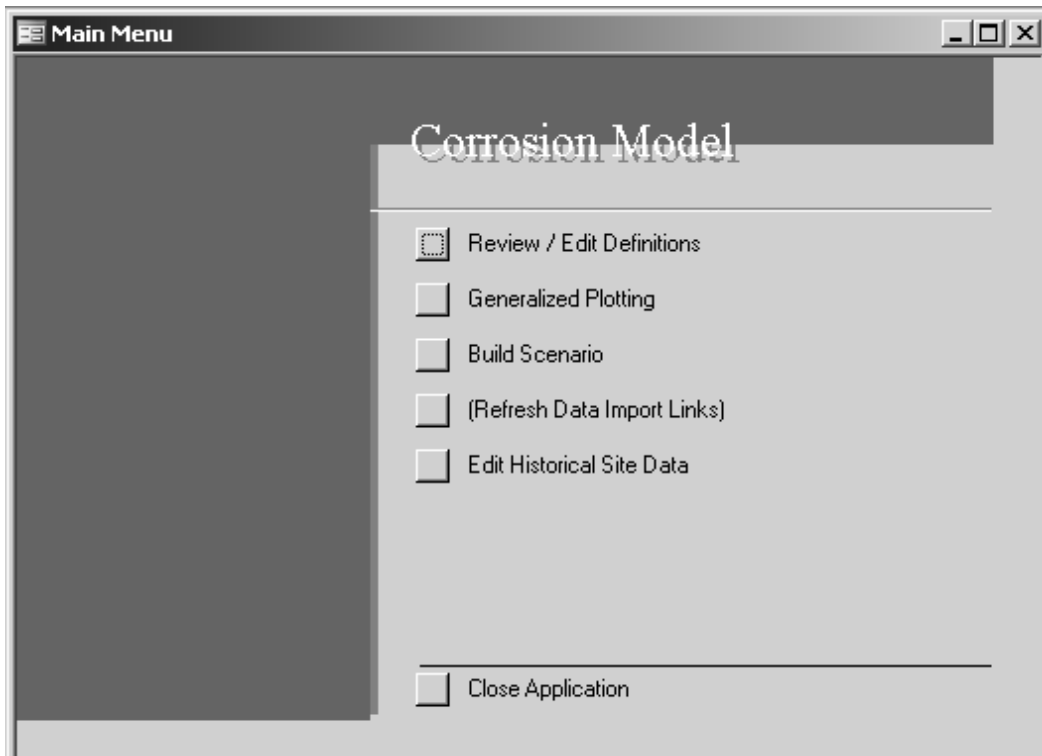 Main Menu
Corrosion Model
Review / Edit Definitions
Generalized Plotting
Build Scenario
(Refresh Data Import Links)
Edit Historical Site Data
Close Application